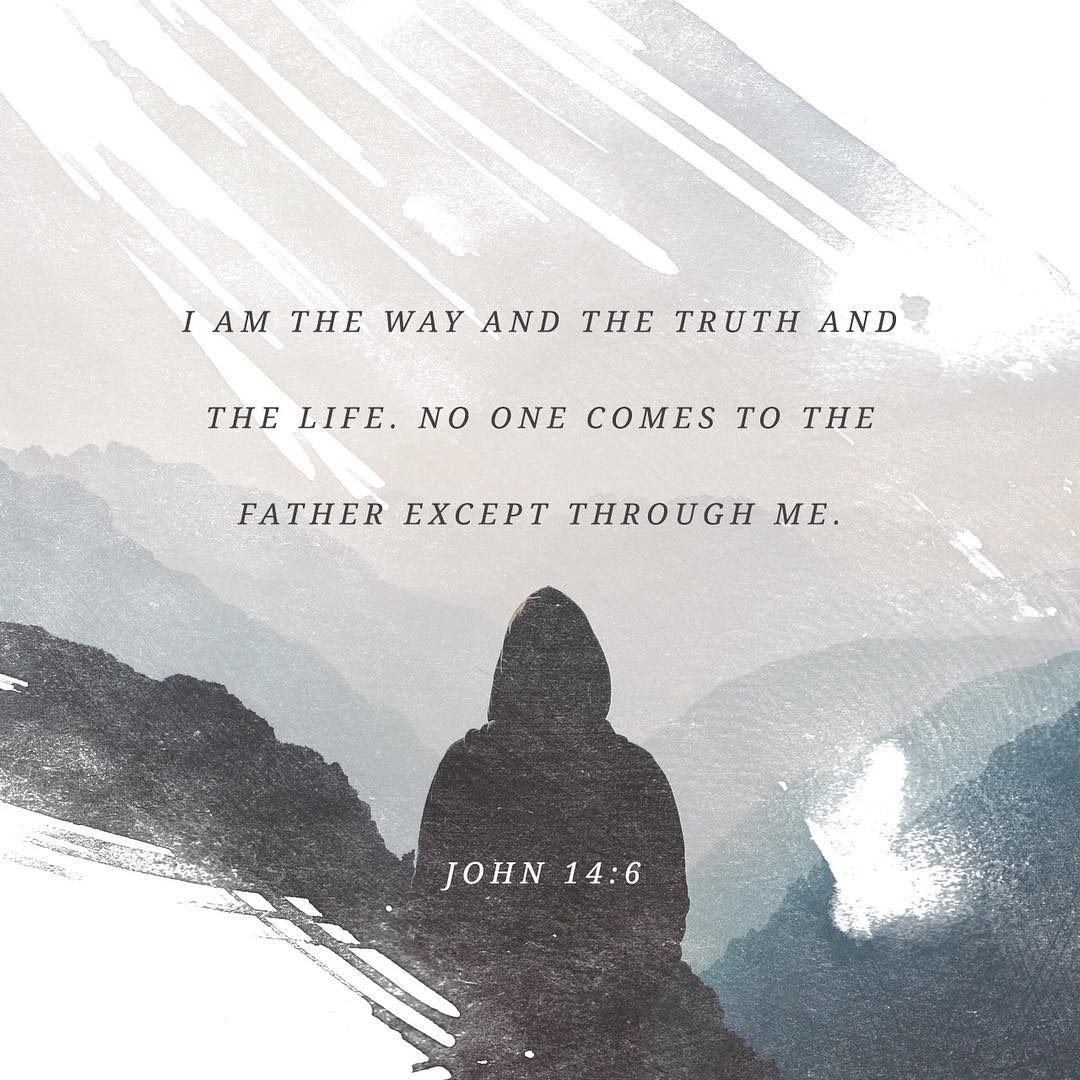 I AM THE WAY AND THE TRUTH AND
THE LIFE. NO ONE COMES TO THE
FATHER EXCEPT THROUGH ME.
JOHN 14:6